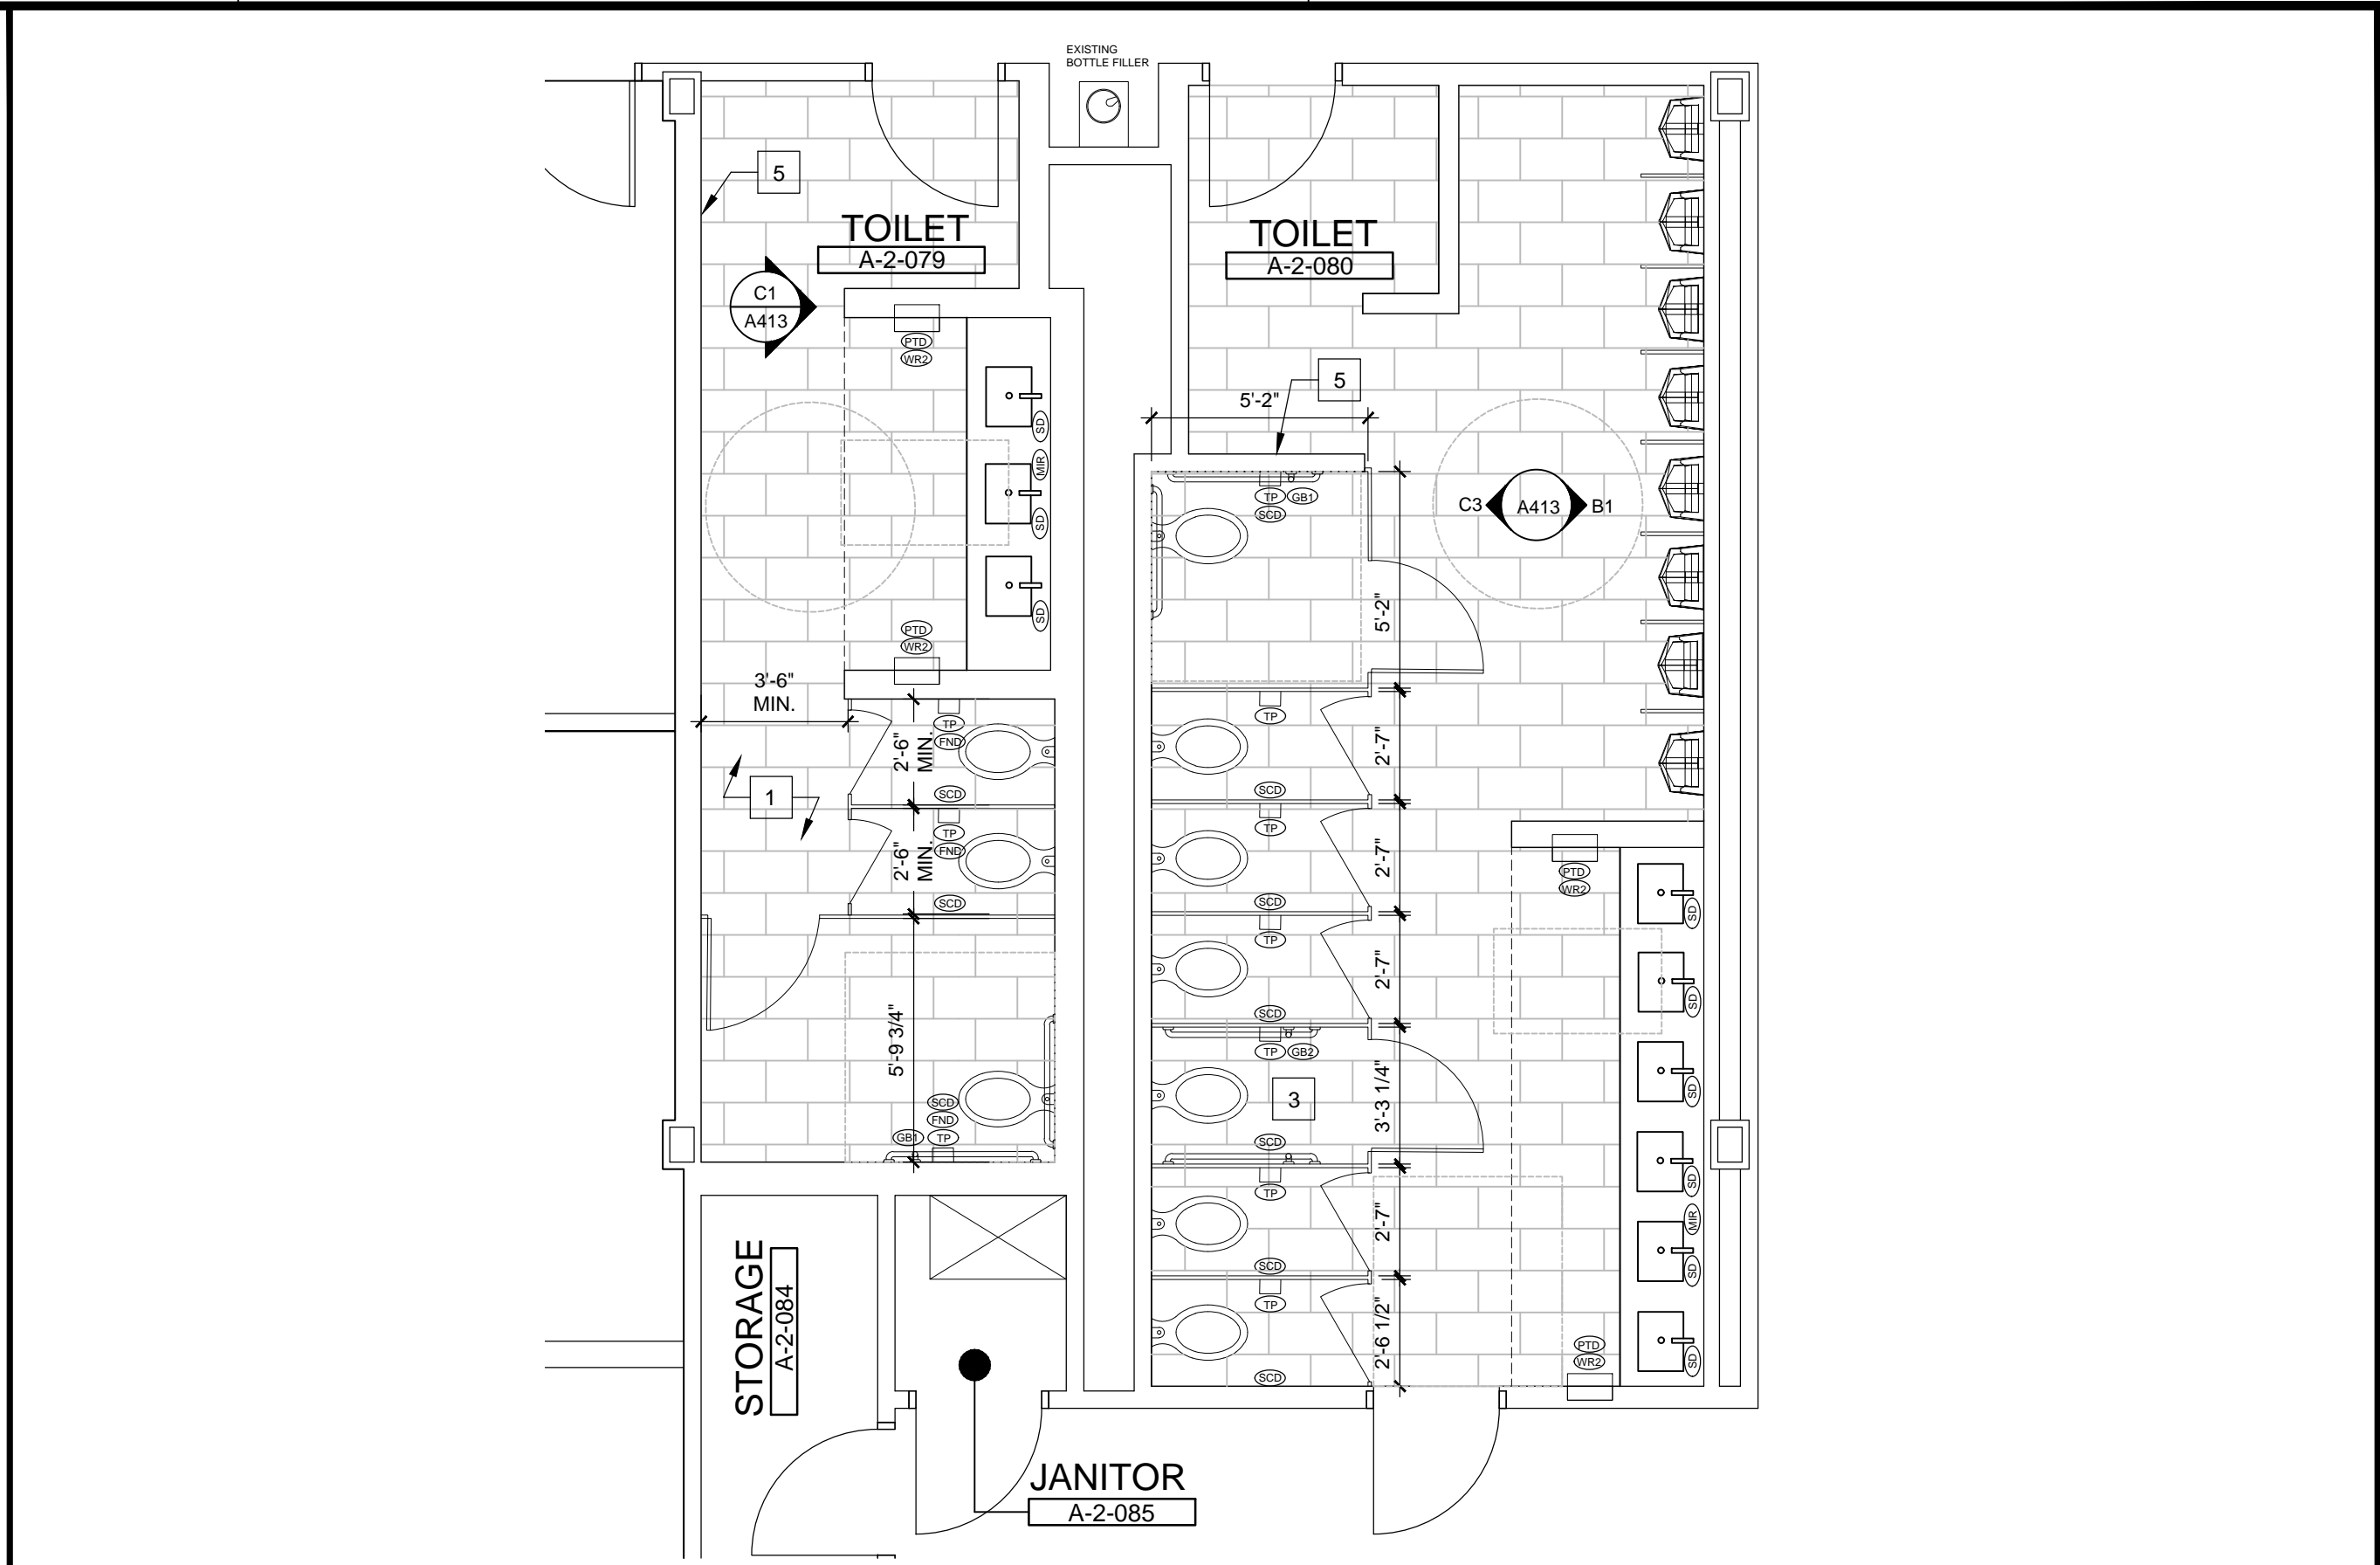 EXISTING
BOTTLE FILLER
5
TOILET
A-2-079
TOILET
A-2-080
C1
A413
PTD
WR2
SD
MIR
SD
SD
PTD
WR2
3'-6"
MIN.
TP
FND
2'-6"
MIN.
SCD
1
TP
FND
2'-6"
MIN.
SCD
5'-9 3/4"
SCD
FND
GB1
TP
5
5'-2"
TP
GB1
SCD
C3
A413
B1
5'-2"
TP
2'-7"
SCD
TP
2'-7"
SCD
TP
2'-7"
SCD
TP
GB2
3
3'-3 1/4"
SCD
TP
2'-7"
SCD
TP
2'-6 1/2"
SCD
PTD
WR2
SD
SD
SD
SD
MIR
SD
SD
PTD
WR2
STORAGE
A-2-084
JANITOR
A-2-085